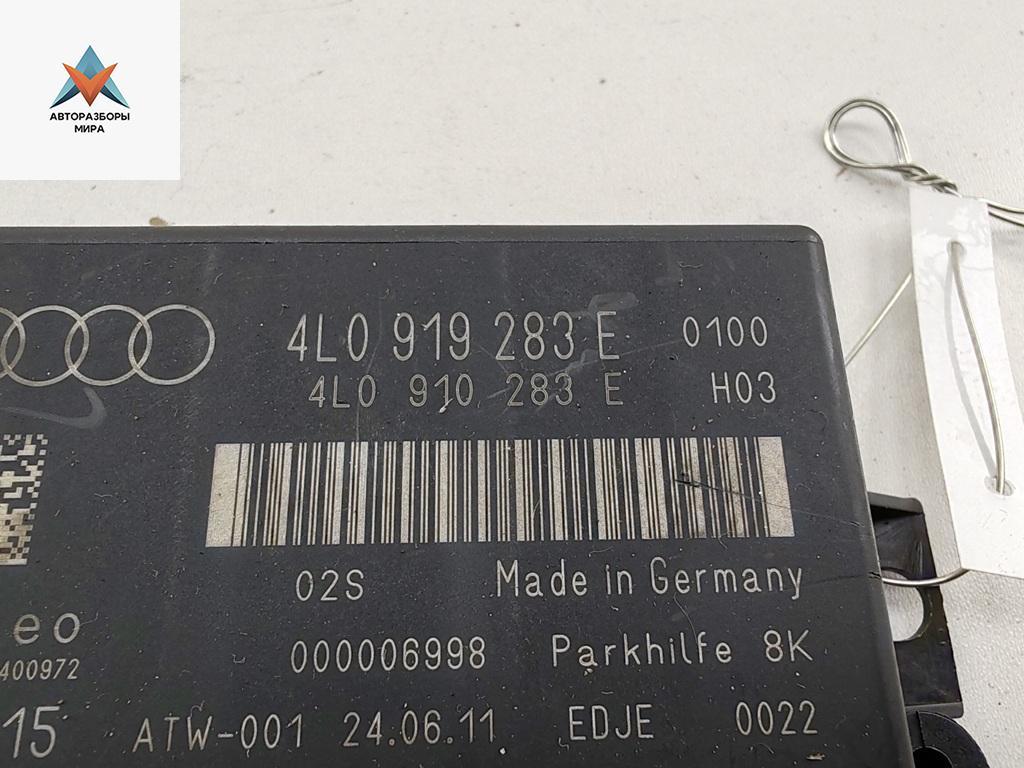 АВТОРАЗБОРЫ
МИРА
4L0 919 283 E 0100
4L0 910 283 E H03
02S Made in Germany
eo
000006998 Parkhilfe 8K
400972
15 ATW-001 24.06.11 EDJE 0022